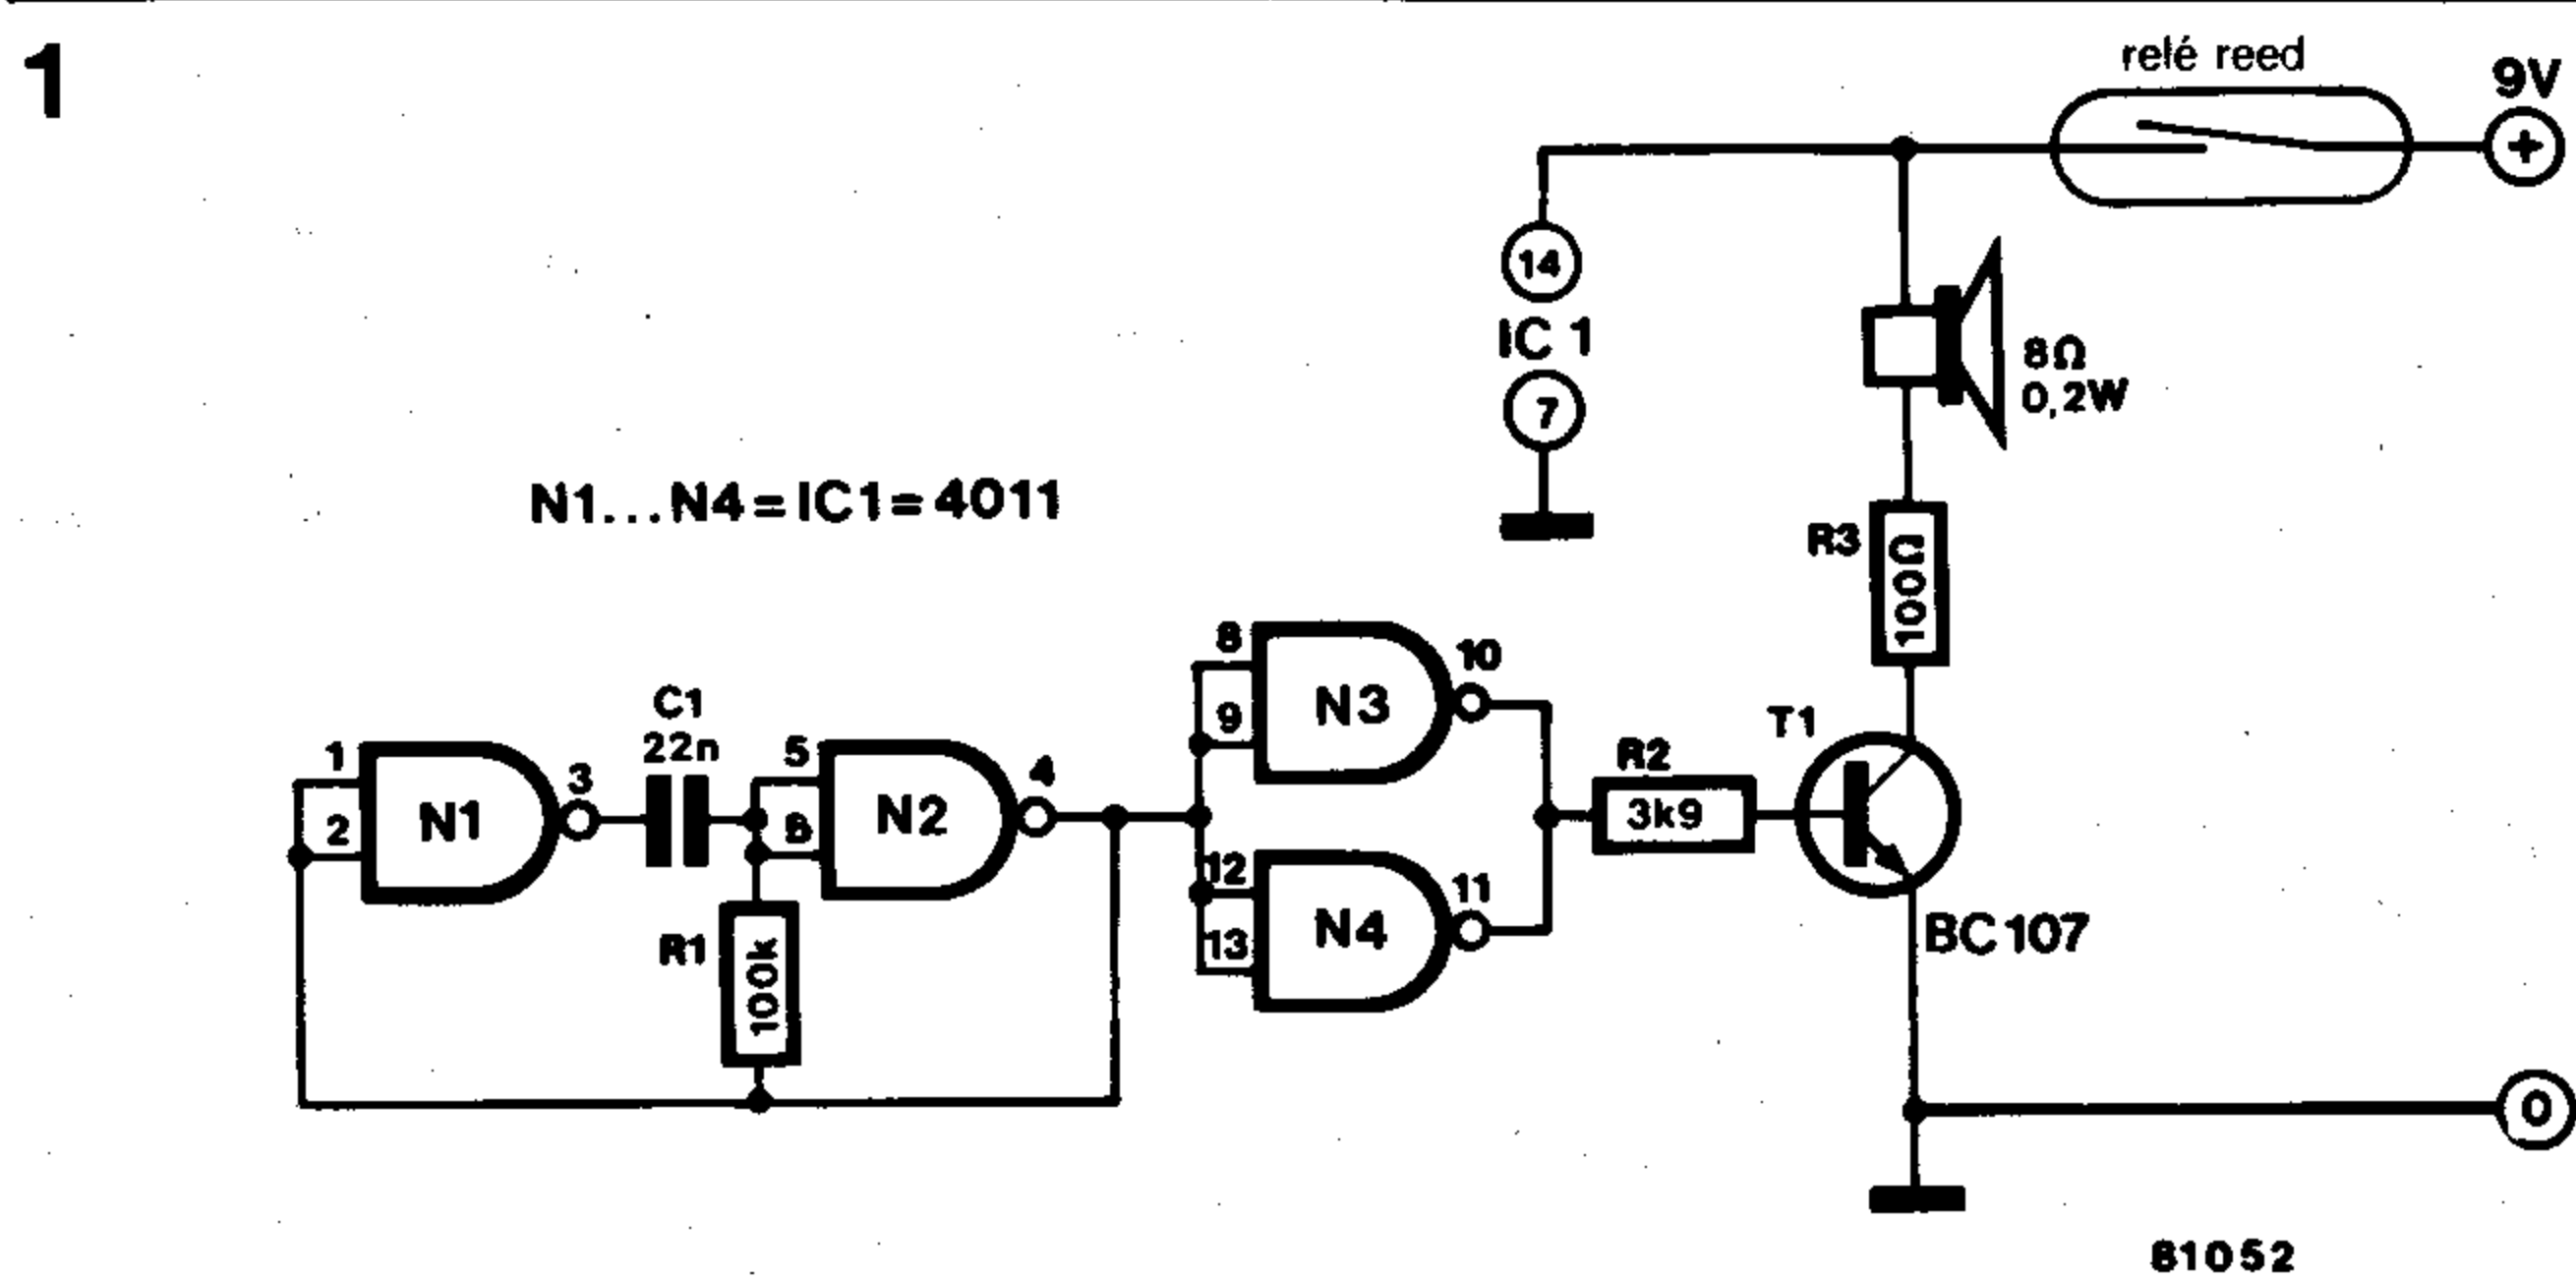 1
relé reed
9V
+
14
IC 1
7
8Ω
0,2W
N1...N4=IC1=4011
R3
100Ω
8
9
N3
10
C1
22n
1
2
N1
3
5
6
N2
4
12
13
N4
11
R2
3k9
T1
BC107
R1
100k
0
81052